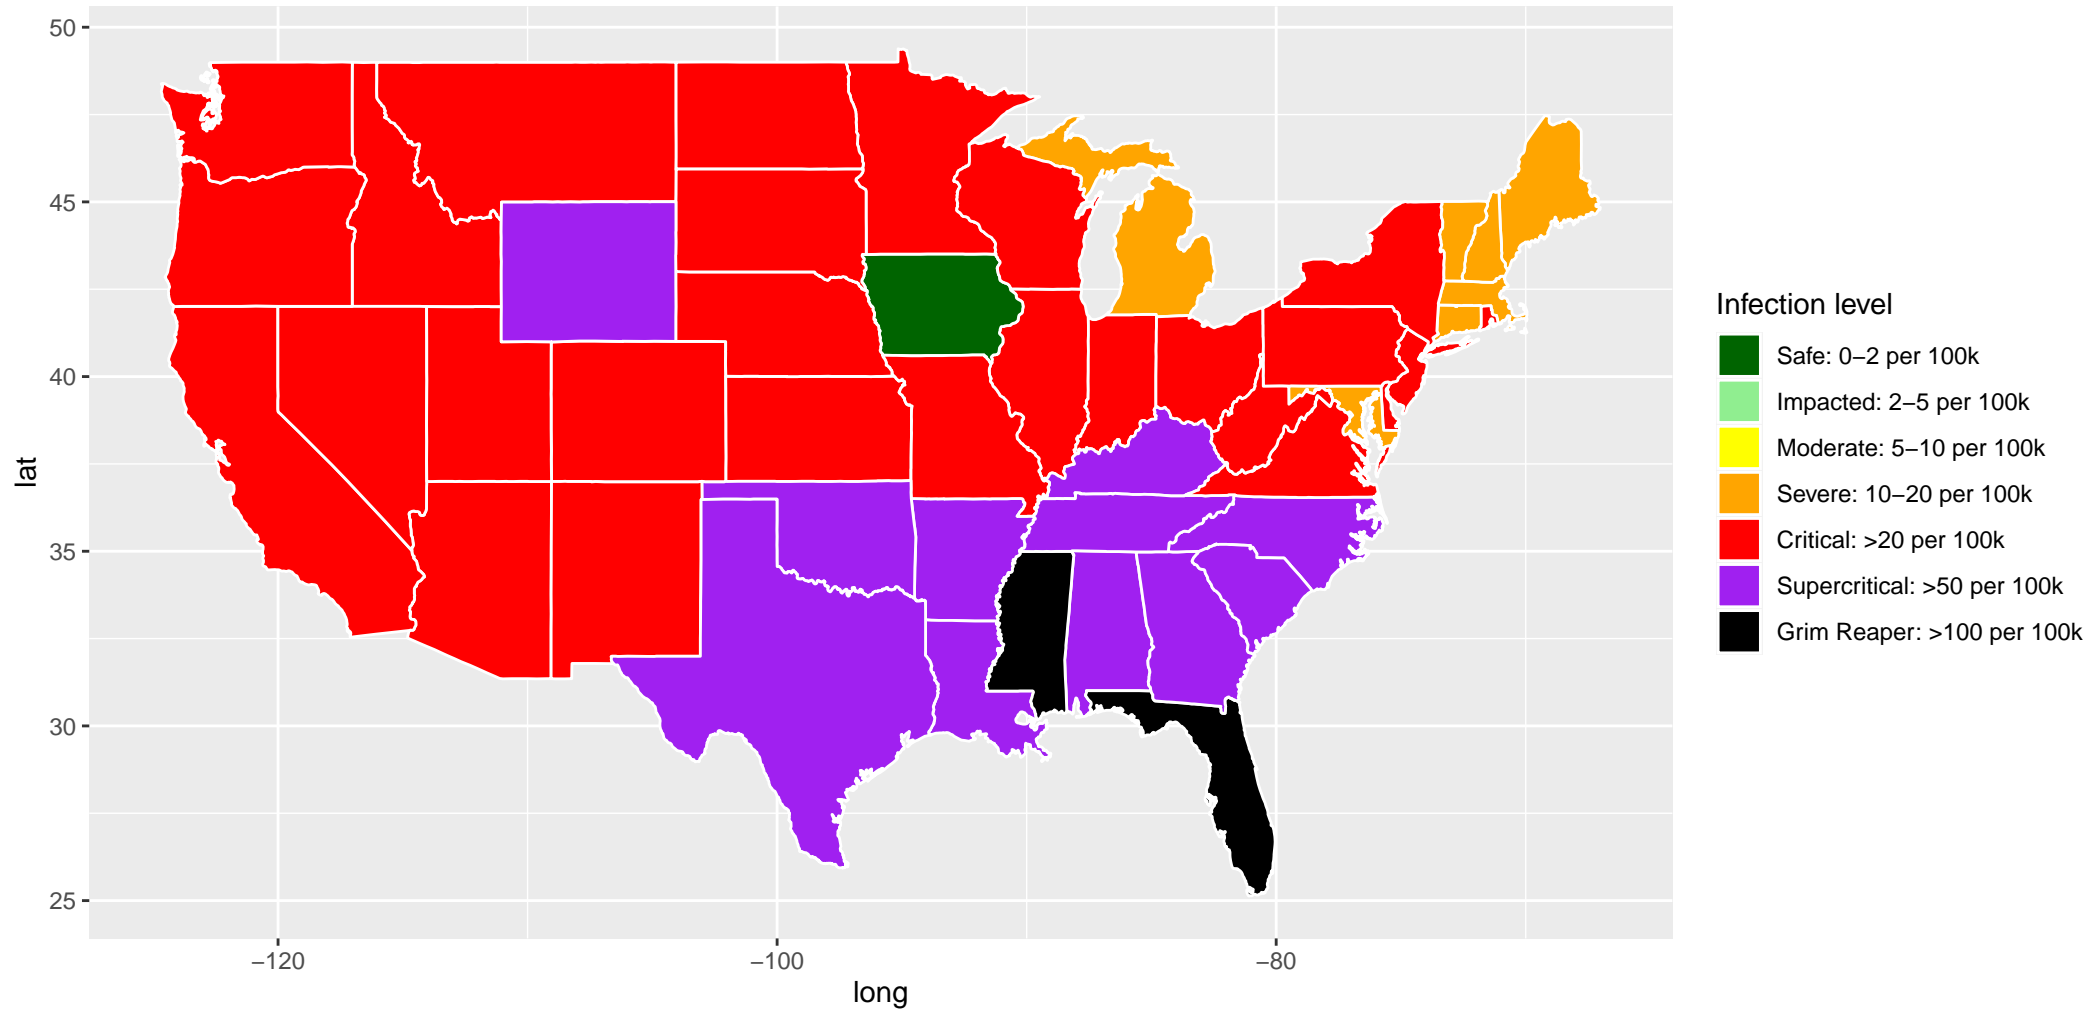 50
45
40
35
30
25
lat
−120
−100
−80
long
Infection level
Safe: 0−2 per 100k
Impacted: 2−5 per 100k
Moderate: 5−10 per 100k
Severe: 10−20 per 100k
Critical: >20 per 100k
Supercritical: >50 per 100k
Grim Reaper: >100 per 100k